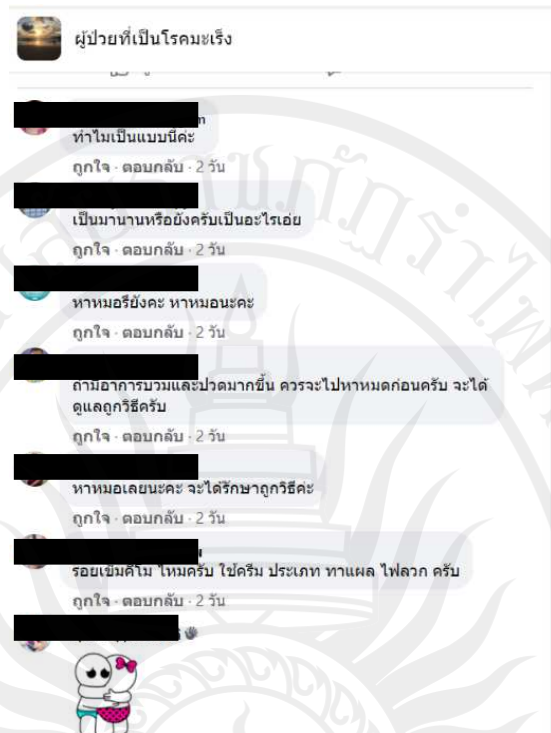 ผู้ป่วยที่เป็นโรคมะเร็ง
ทำไมเป็นแบบนี้ค่ะ
ถูกใจ · ตอบกลับ · 2 วัน
เป็นมานานหรือยังครับเป็นอะไรเอ่ย
ถูกใจ · ตอบกลับ · 2 วัน
หาหมอรึยังคะ หาหมอนะคะ
ถูกใจ · ตอบกลับ · 2 วัน
ถ้ามีอาการบวมและปวดมากขึ้น ควรจะไปหาหมดก่อนครับ จะได้
ดูแลถูกวิธีครับ
ถูกใจ · ตอบกลับ · 2 วัน
หาหมอเลยนะคะ จะได้รักษาถูกวิธีค่ะ
ถูกใจ · ตอบกลับ · 2 วัน
รอยเข็มคีโม ไหมครับ ใช้ครีม ประเภท ทาแผล ไฟลวก ครับ
ถูกใจ · ตอบกลับ · 2 วัน